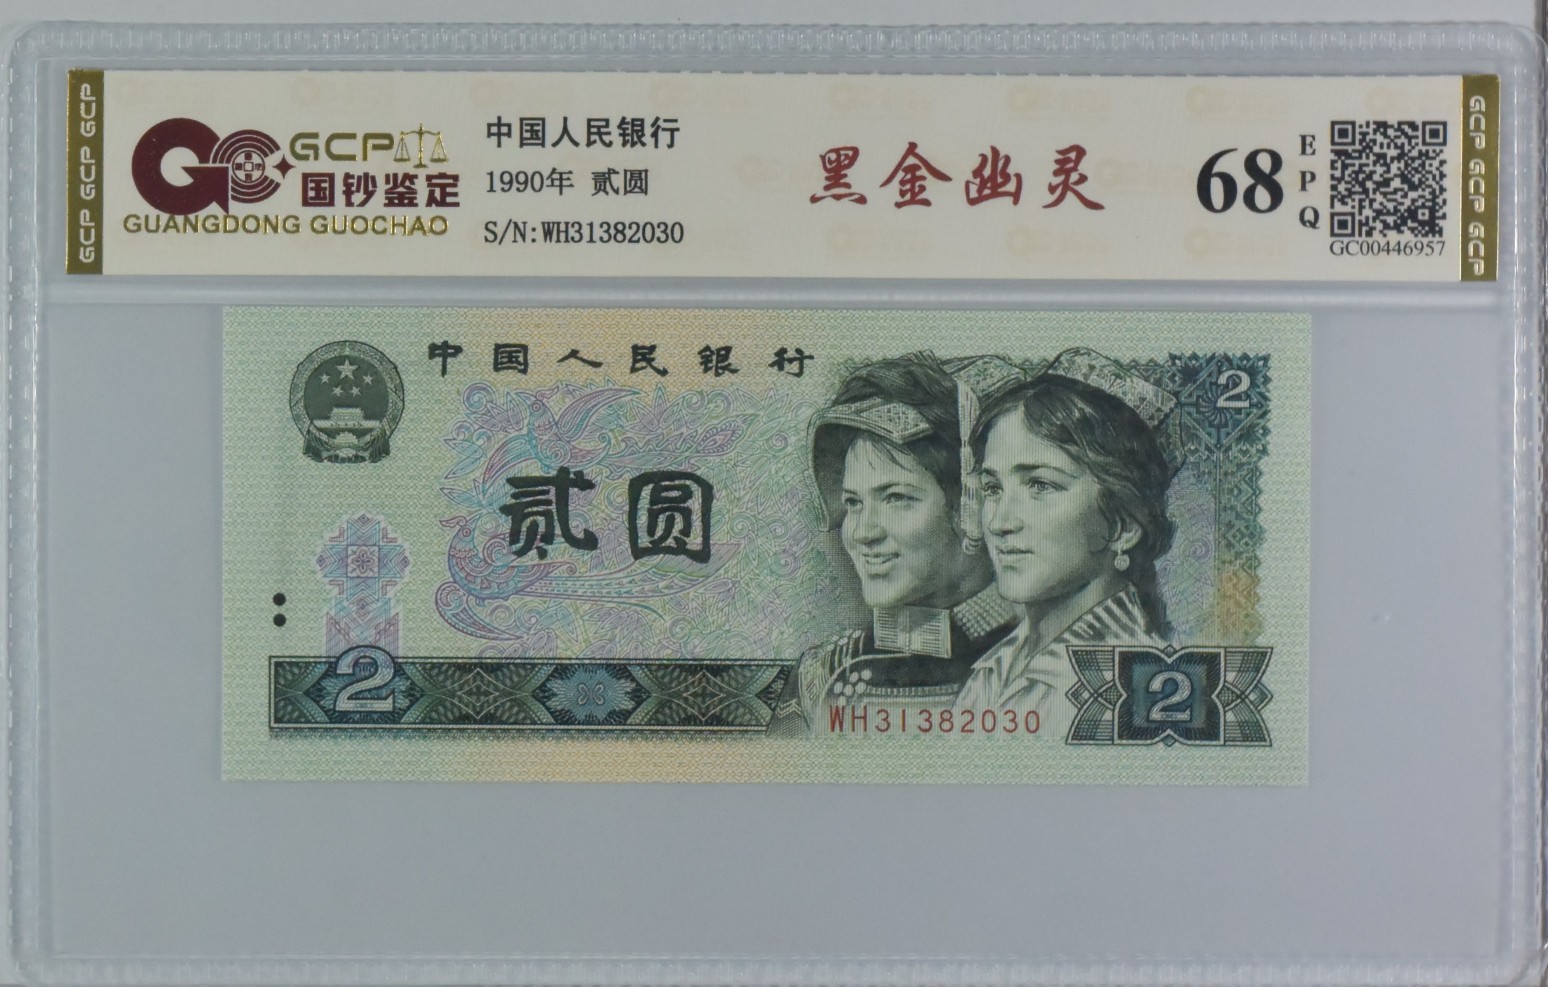 GCP GCP GCP
GCP
国钞鉴定
GUANGDONG GUOCHAO
中国人民银行
1990年 贰圆
S/N:WH31382030
黑金幽灵
68
EPQ
GC00446957
GCP GCP GCP
中国人民银行
2
贰圆
2
WH31382030
2